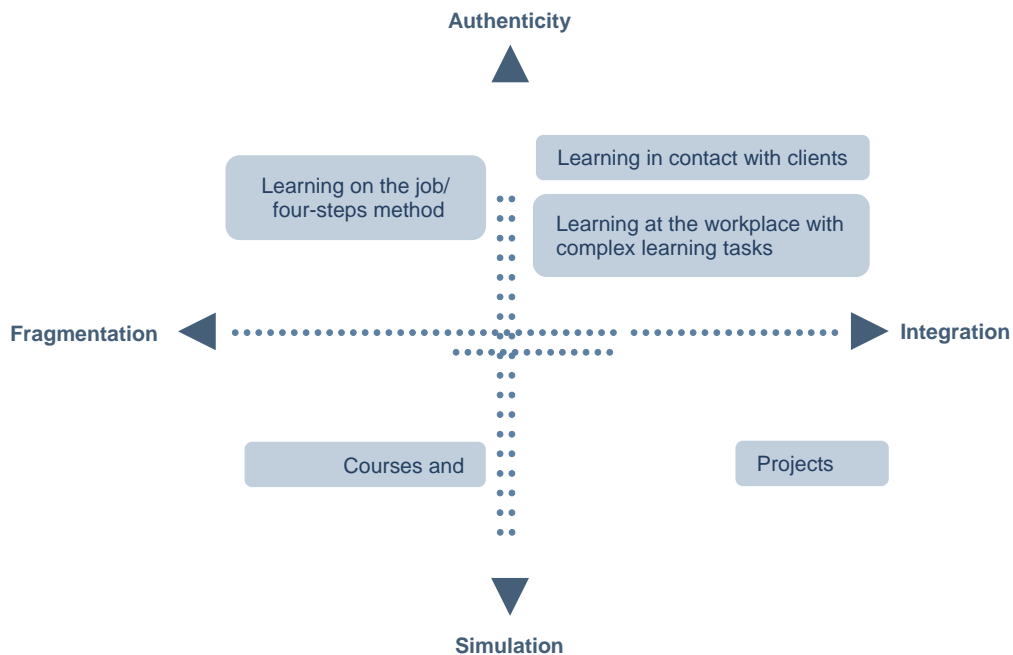 Authenticity
Learning in contact with clients
Learning on the job/
four-steps method
Learning at the workplace with
complex learning tasks
Fragmentation
Integration
Courses and
Projects
Simulation